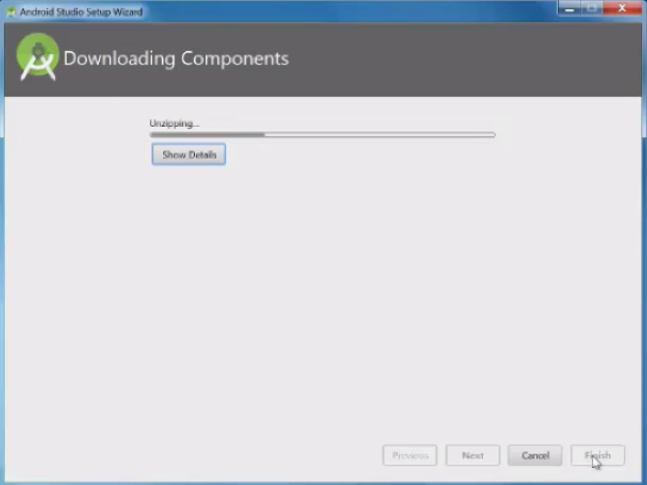 Android Studio Setup Wizard
Downloading Components
Unzipping...
Show Details
Previous Next Cancel Finish